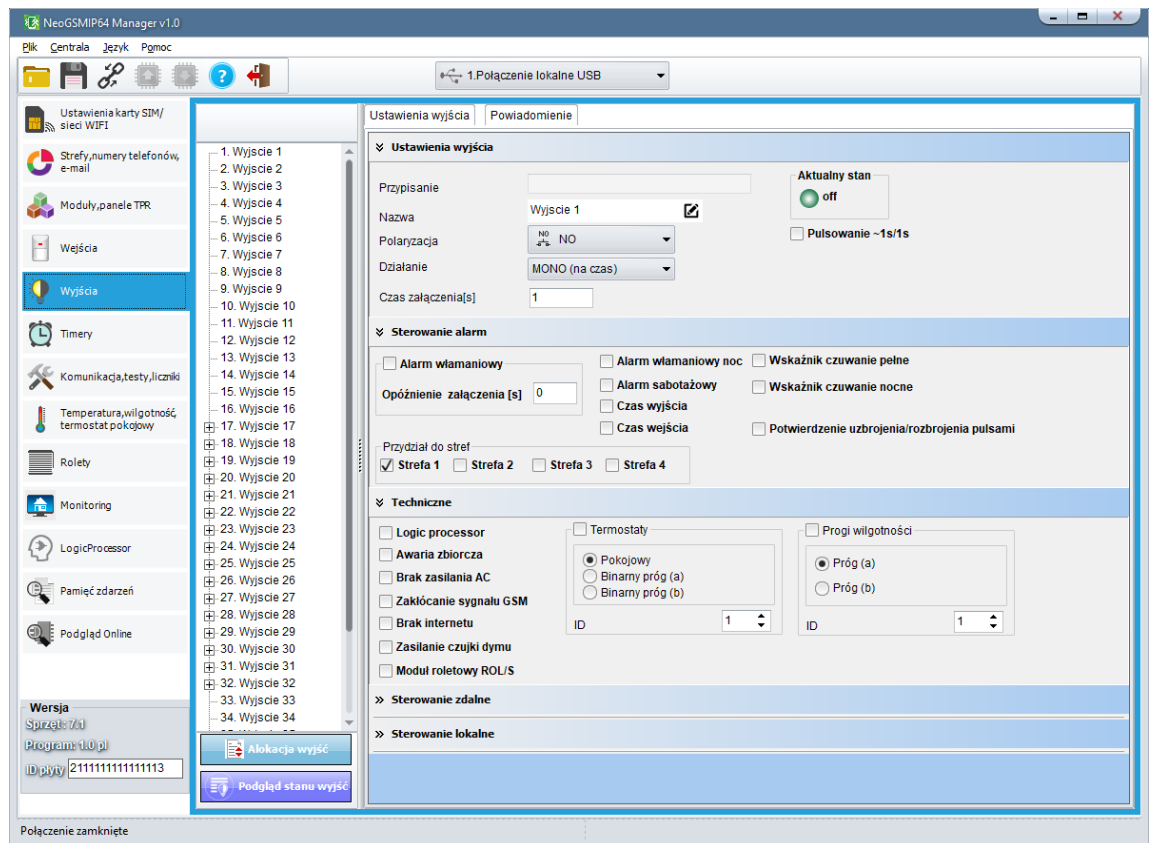 NeoGSMIP64 Manager v1.0
Plik Centrala Język Pomoc
1.Połączenie lokalne USB
Ustawienia karty SIM/
sieci WIFI
Strefy,numery telefonów,
e-mail
Moduły,panele TPR
Wejścia
Wyjścia
Timery
Komunikacja,testy,liczniki
Temperatura,wilgotność,
termostat pokojowy
Rolety
Monitoring
LogicProcessor
Pamięć zdarzeń
Podgląd Online
Wersja
Sprzęt: 7.1
Program: 1.0 pl
ID płyty 2111111111111113
1. Wyjscie 1
2. Wyjscie 2
3. Wyjscie 3
4. Wyjscie 4
5. Wyjscie 5
6. Wyjscie 6
7. Wyjscie 7
8. Wyjscie 8
9. Wyjscie 9
10. Wyjscie 10
11. Wyjscie 11
12. Wyjscie 12
13. Wyjscie 13
14. Wyjscie 14
15. Wyjscie 15
16. Wyjscie 16
17. Wyjscie 17
18. Wyjscie 18
19. Wyjscie 19
20. Wyjscie 20
21. Wyjscie 21
22. Wyjscie 22
23. Wyjscie 23
24. Wyjscie 24
25. Wyjscie 25
26. Wyjscie 26
27. Wyjscie 27
28. Wyjscie 28
29. Wyjscie 29
30. Wyjscie 30
31. Wyjscie 31
32. Wyjscie 32
33. Wyjscie 33
34. Wyjscie 34
Alokacja wyjść
Podgląd stanu wyjść
Ustawienia wyjścia Powiadomienie
Ustawienia wyjścia
Przypisanie
Nazwa Wyjscie 1
Polaryzacja NO NO
Działanie MONO (na czas)
Czas załączenia[s] 1
Aktualny stan
off
Pulsowanie ~1s/1s
Sterowanie alarm
Alarm włamaniowy
Opóźnienie załączenia [s] 0
Alarm włamaniowy noc
Alarm sabotażowy
Czas wyjścia
Czas wejścia
Wskaźnik czuwanie pełne
Wskaźnik czuwanie nocne
Potwierdzenie uzbrojenia/rozbrojenia pulsami
Przydział do stref
Strefa 1 Strefa 2 Strefa 3 Strefa 4
Techniczne
Logic processor
Awaria zbiorcza
Brak zasilania AC
Zakłócanie sygnału GSM
Brak internetu
Zasilanie czujki dymu
Moduł roletowy ROL/S
Termostaty
Pokojowy
Binarny próg (a)
Binarny próg (b)
ID 1
Progi wilgotności
Próg (a)
Próg (b)
ID 1
Sterowanie zdalne
Sterowanie lokalne
Połączenie zamknięte